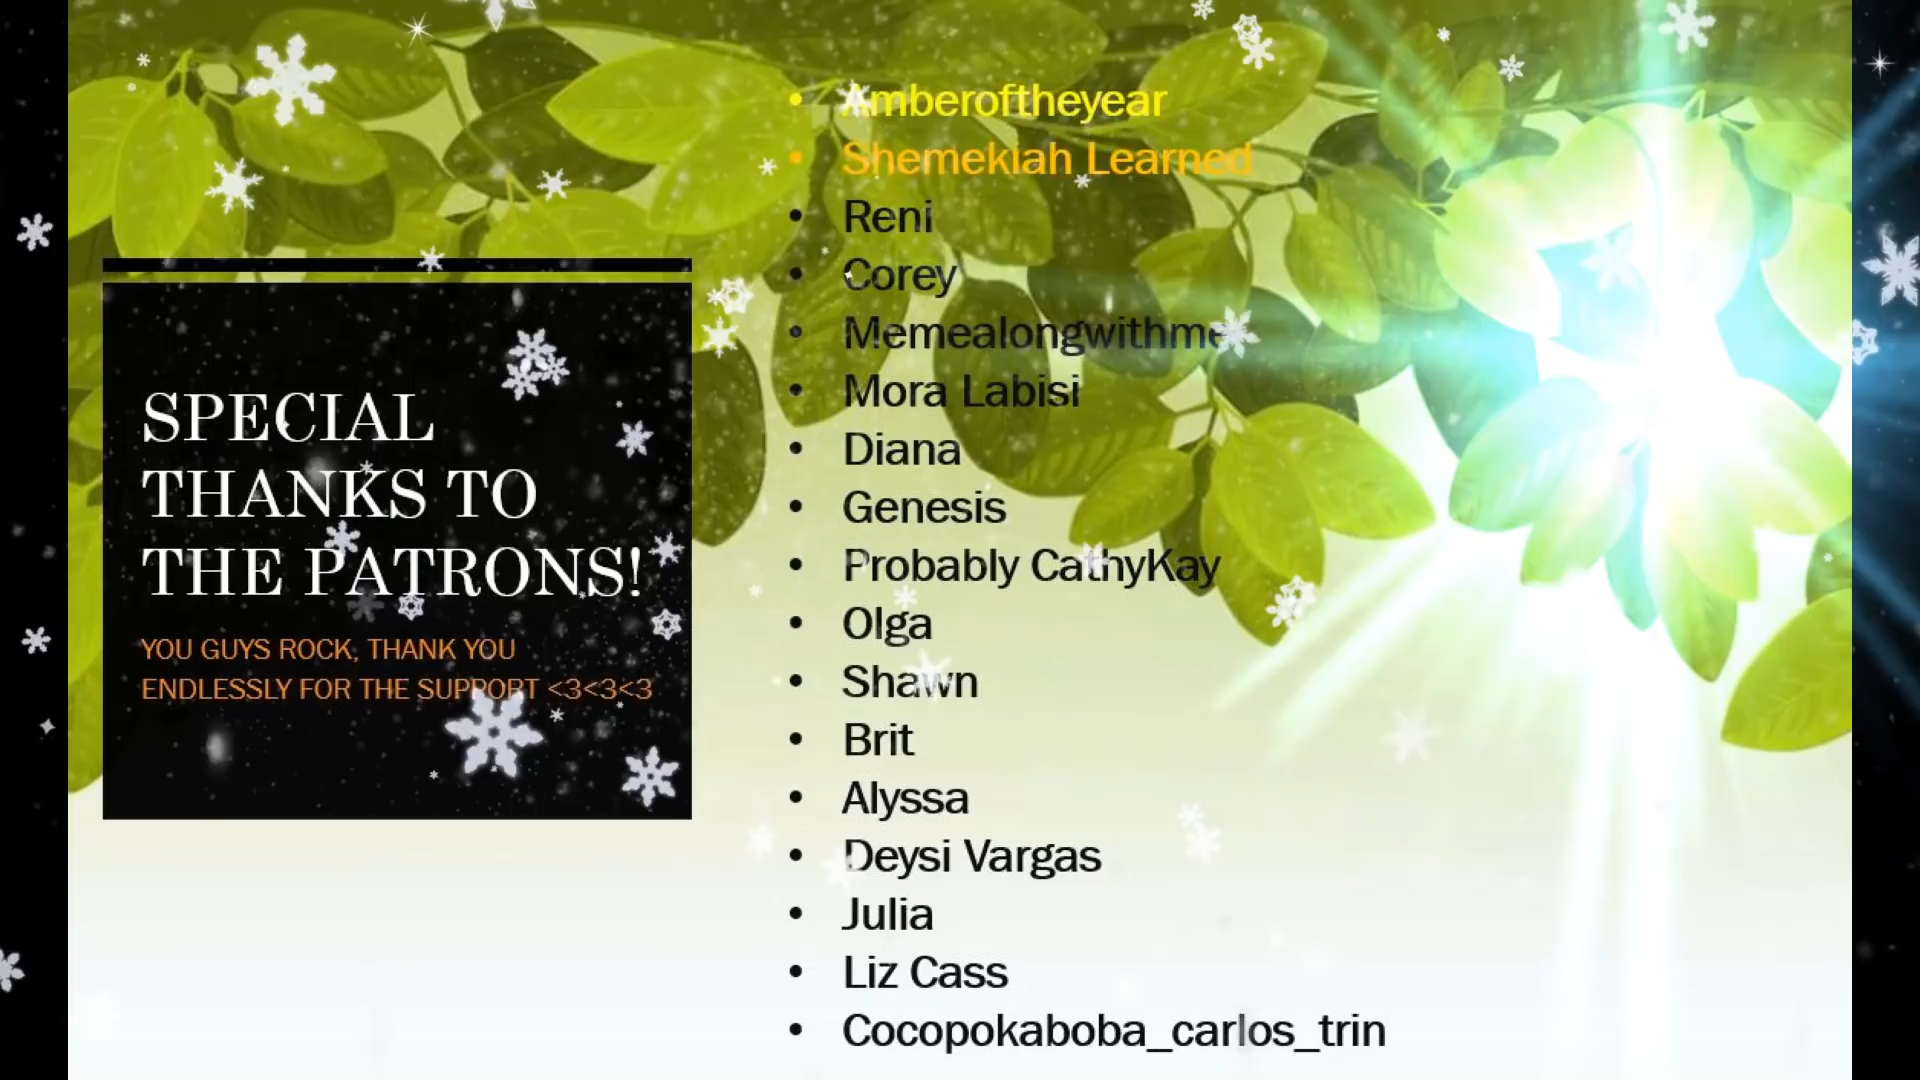 SPECIAL
THANKS TO
THE PATRONS!
YOU GUYS ROCK, THANK YOU
ENDLESSLY FOR THE SUPPORT <3<3<3
• Amberoftheyear
• Shemekiah Learned
• Reni
• Corey
• Memealongwithme
• Mora Labisi
• Diana
• Genesis
• Probably CathyKay
• Olga
• Shawn
• Brit
• Alyssa
• Deysi Vargas
• Julia
• Liz Cass
• Cocopokaboba_carlos_trin